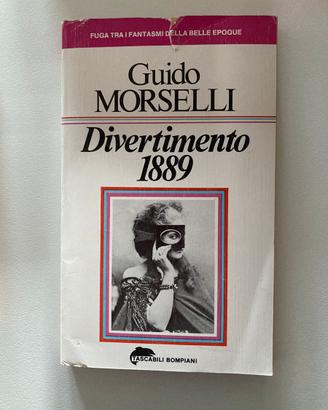 FUGA TRA I FANTASMI DELLA BELLE EPOQUE
Guido
MORSELLI
Divertimento
1889
TASCABILI BOMPIANI